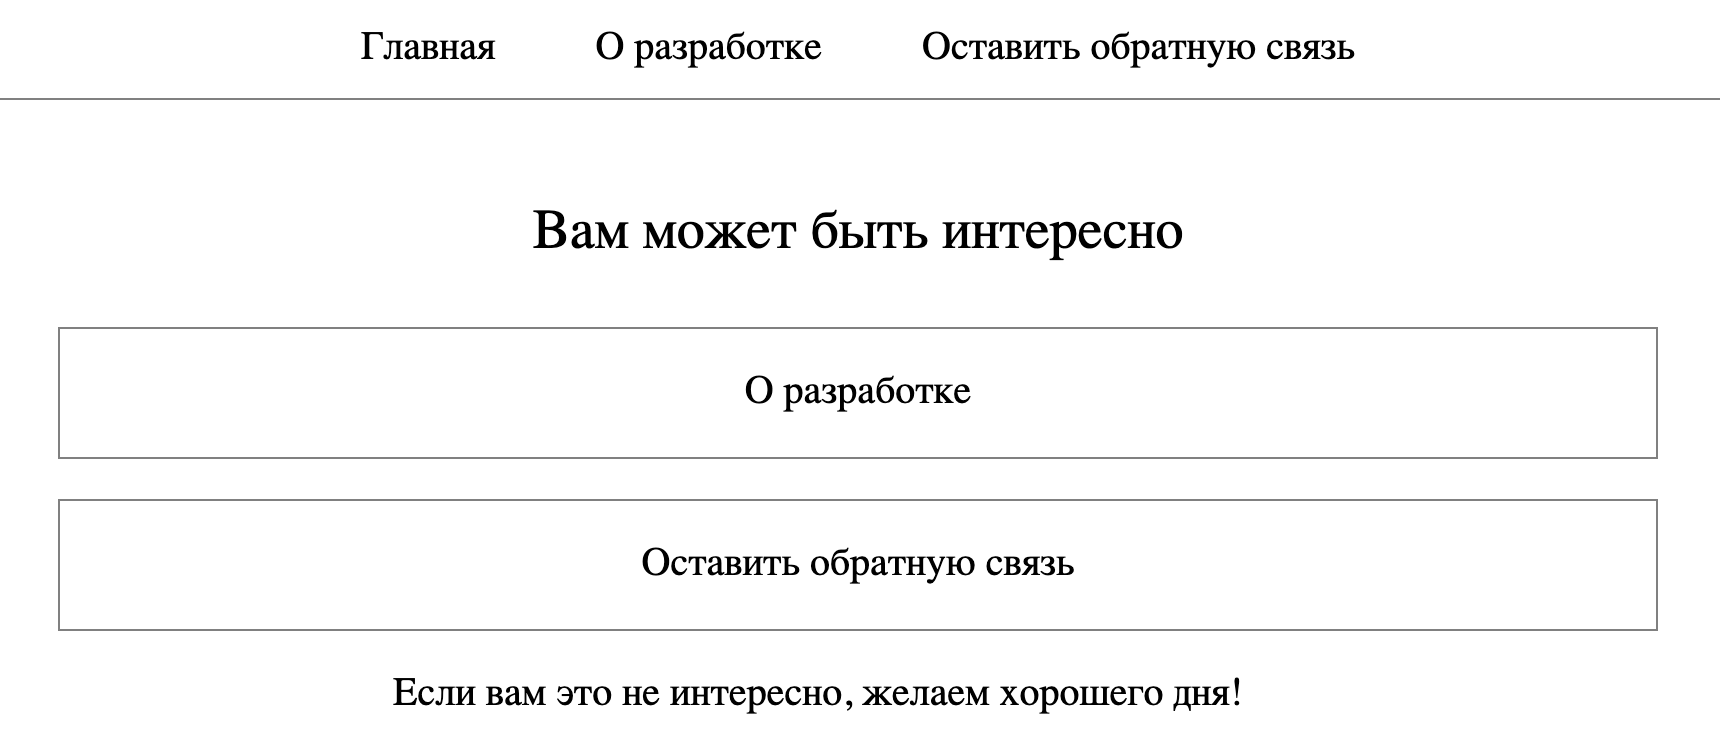 Главная О разработке Оставить обратную связь
Вам может быть интересно
О разработке
Оставить обратную связь
Если вам это не интересно, желаем хорошего дня!